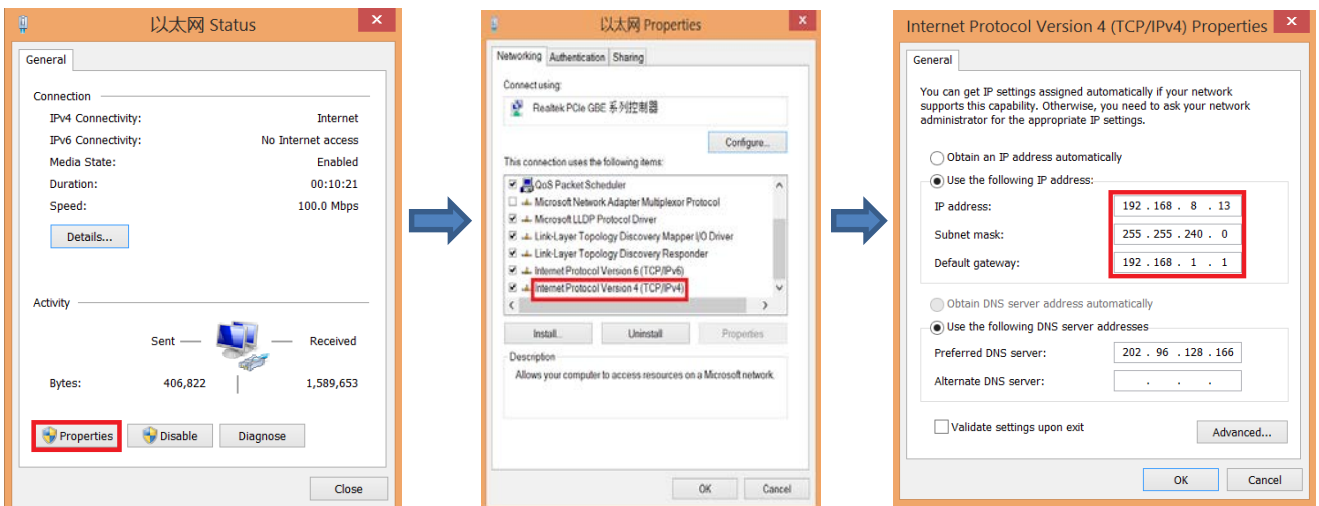 以太网 Status
General
Connection
IPv4 Connectivity: Internet
IPv6 Connectivity: No Internet access
Media State: Enabled
Duration: 00:10:21
Speed: 100.0 Mbps
Details...
Activity
Sent Received
Bytes: 406,822 1,589,653
Properties Disable Diagnose
Close
以太网 Properties
Networking Authentication Sharing
Connect using:
Realtek PCIe GBE 系列控制器
Configure...
This connection uses the following items:
QoS Packet Scheduler
Microsoft Network Adapter Multiplexor Protocol
Microsoft LLDP Protocol Driver
Link-Layer Topology Discovery Mapper I/O Driver
Link-Layer Topology Discovery Responder
Internet Protocol Version 6 (TCP/IPv6)
Internet Protocol Version 4 (TCP/IPv4)
Install... Uninstall Properties
Description
Allows your computer to access resources on a Microsoft network.
OK Cancel
Internet Protocol Version 4 (TCP/IPv4) Properties
General
You can get IP settings assigned automatically if your network
supports this capability. Otherwise, you need to ask your network
administrator for the appropriate IP settings.
Obtain an IP address automatically
Use the following IP address:
IP address: 192 . 168 . 8 . 13
Subnet mask: 255 . 255 . 240 . 0
Default gateway: 192 . 168 . 1 . 1
Obtain DNS server address automatically
Use the following DNS server addresses
Preferred DNS server: 202 . 96 . 128 . 166
Alternate DNS server: . . .
Validate settings upon exit
Advanced...
OK Cancel